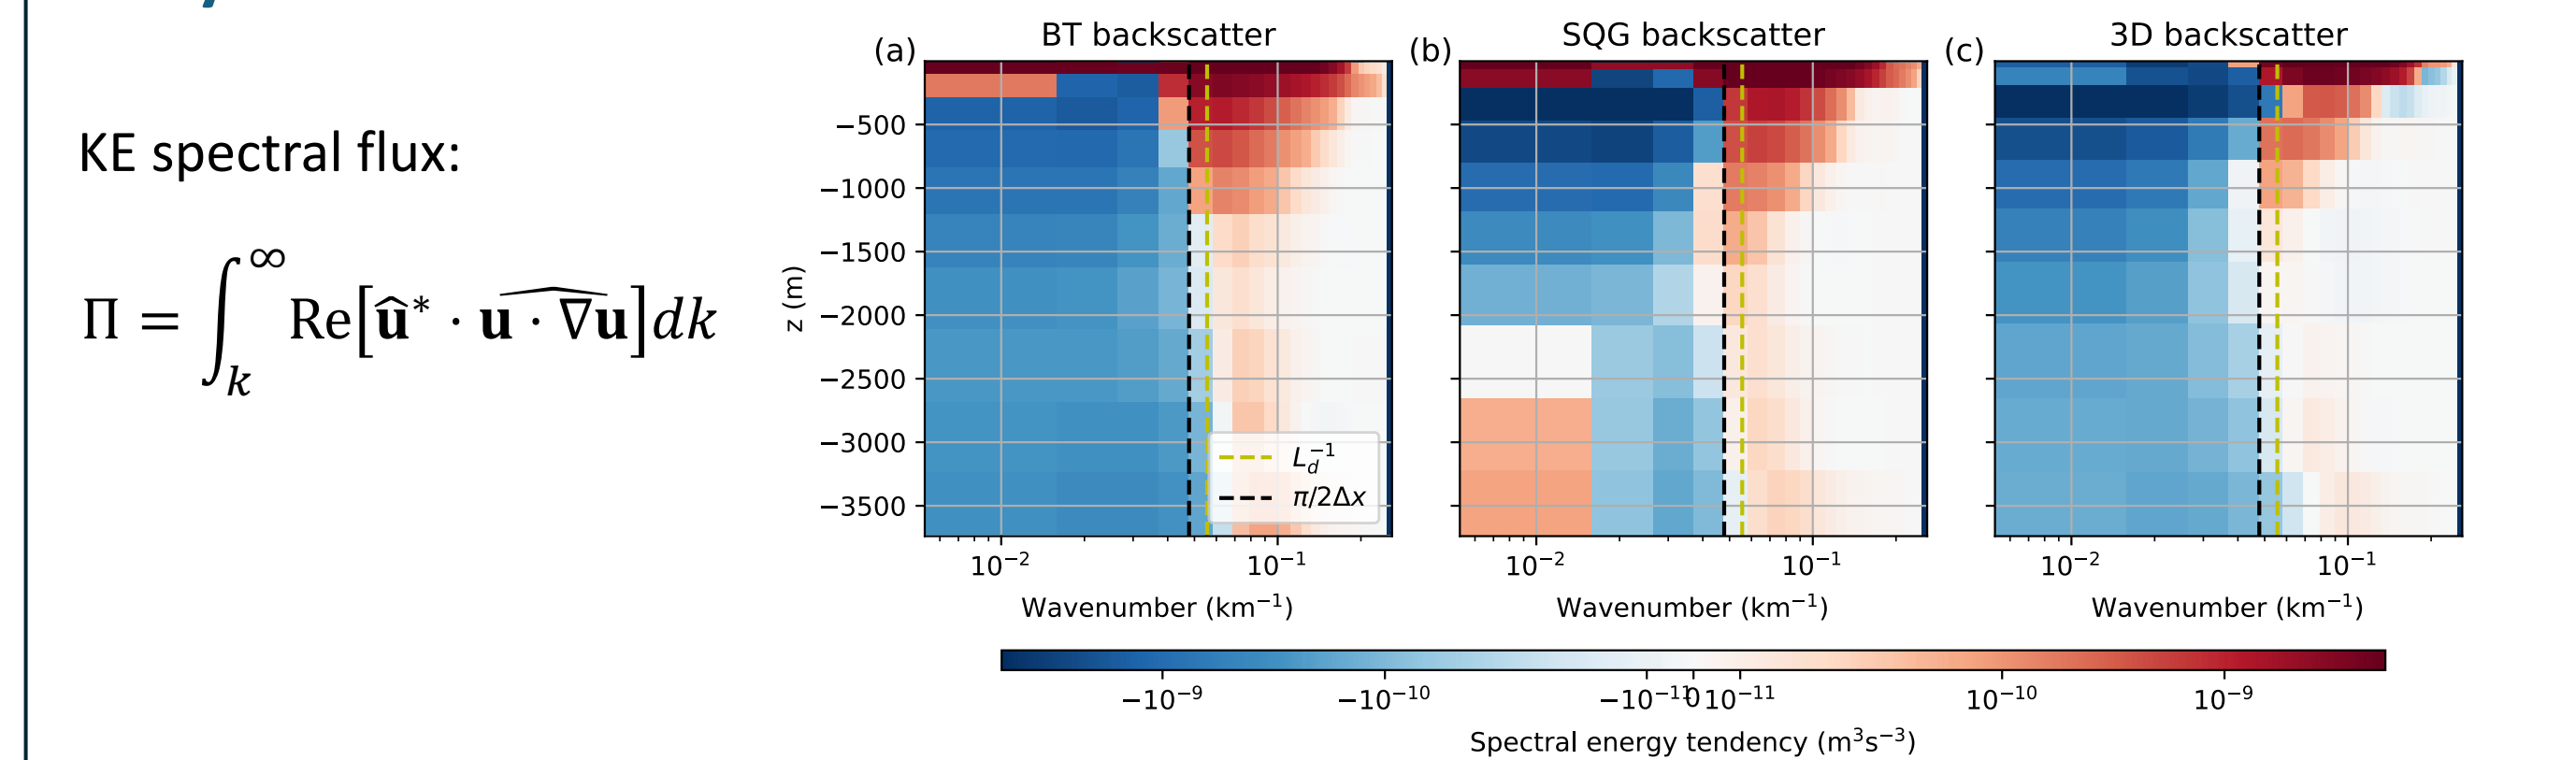 KE spectral flux:
Π = ∫_k^∞ Re[û* · \widehat{u · ∇u}]dk
(a) BT backscatter
(b) SQG backscatter
(c) 3D backscatter
z (m)
−500
−1000
−1500
−2000
−2500
−3000
−3500
L_d^{−1}
π/2Δx
10^{−2} 10^{−1} 10^{−2} 10^{−1} 10^{−2} 10^{−1}
Wavenumber (km^{−1}) Wavenumber (km^{−1}) Wavenumber (km^{−1})
−10^{−9} −10^{−10} −10^{−11} 0 10^{−11} 10^{−10} 10^{−9}
Spectral energy tendency (m^3s^{−3})